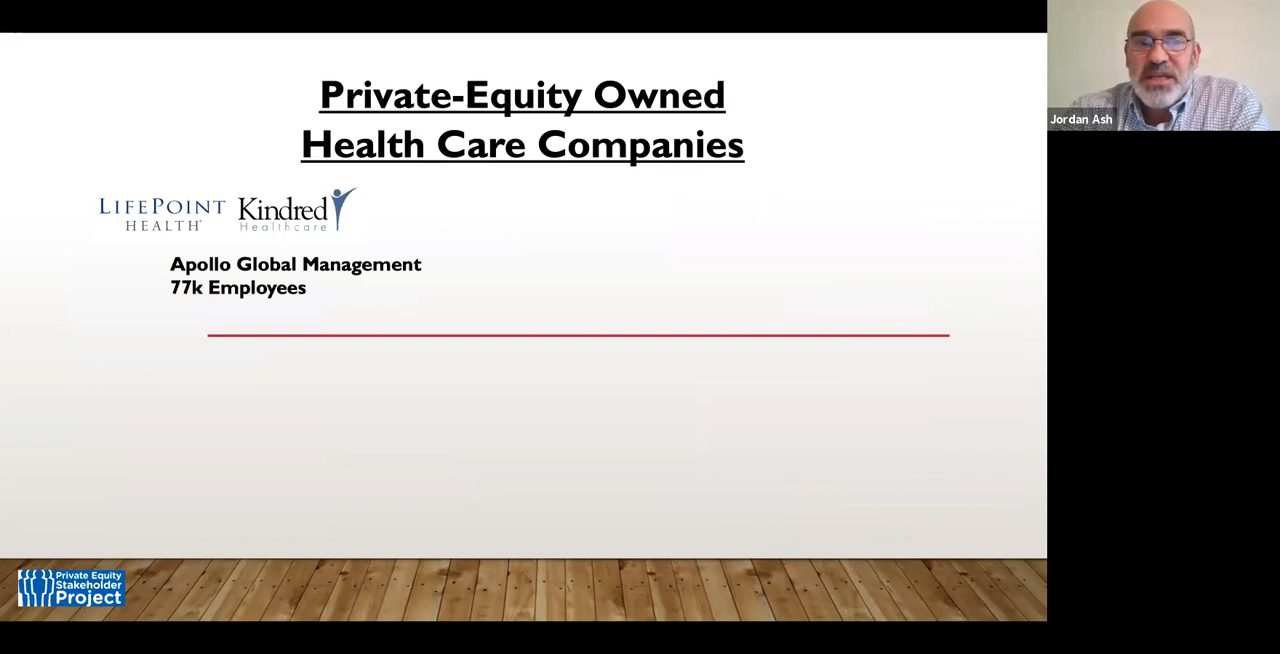 Private-Equity Owned
Health Care Companies
LIFEPOINT
HEALTH®
Kindred
Healthcare
Apollo Global Management
77k Employees
Private Equity
Stakeholder
Project
Jordan Ash